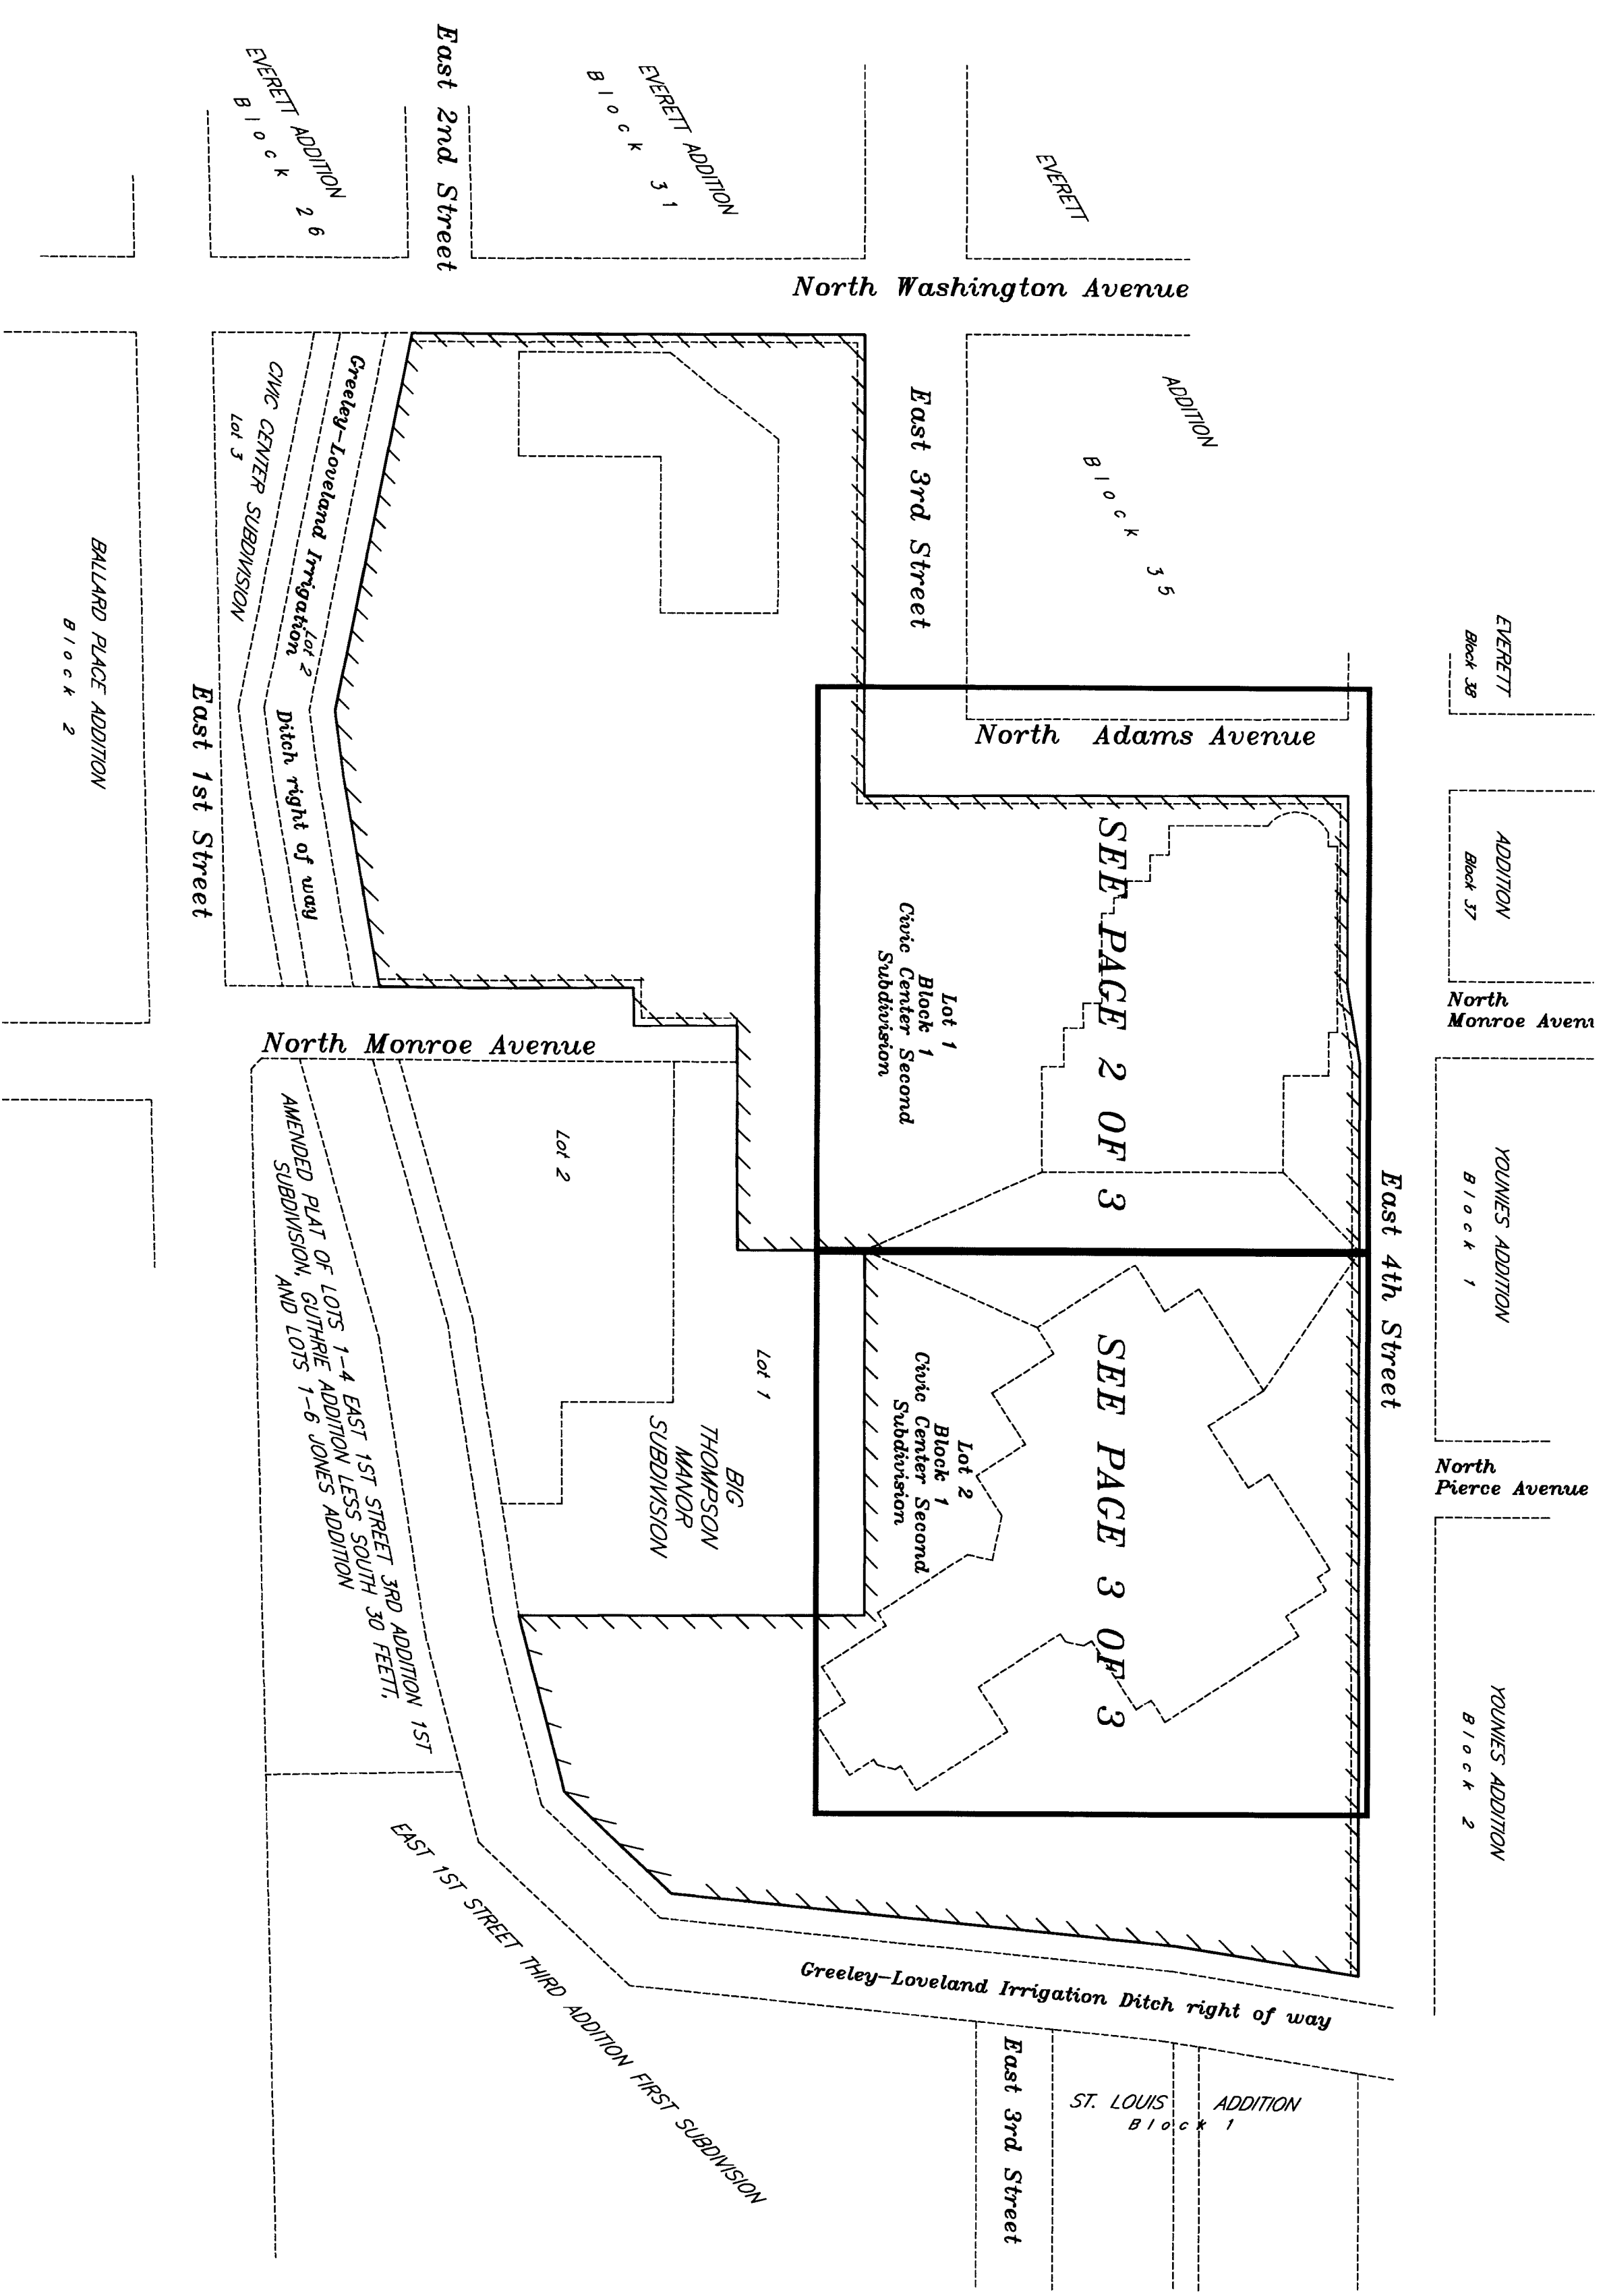 East 2nd Street
EVERETT ADDITION
Block 26
EVERETT ADDITION
Block 31
EVERETT
North Washington Avenue
ADDITION
Block 35
East 3rd Street
Greeley-Loveland Irrigation
Ditch right of way
Lot 2
CIVIC CENTER SUBDIVISION
Lot 3
BALLARD PLACE ADDITION
Block 2
East 1st Street
EVERETT
Block 38
North Adams Avenue
ADDITION
Block 37
SEE PAGE 2 OF 3
Lot 1
Block 1
Civic Center Second
Subdivision
North
Monroe Avenu
North Monroe Avenue
East 4th Street
YOUNIES ADDITION
Block 1
Lot 2
AMENDED PLAT OF LOTS 1-4 EAST 1ST STREET 3RD ADDITION 1ST
SUBDIVISION, GUTHRIE ADDITION LESS SOUTH 30 FEETT,
AND LOTS 1-6 JONES ADDITION
Lot 1
BIG
THOMPSON
MANOR
SUBDIVISION
SEE PAGE 3 OF 3
Lot 2
Block 1
Civic Center Second
Subdivision
North
Pierce Avenue
YOUNIES ADDITION
Block 2
EAST 1ST STREET THIRD ADDITION FIRST SUBDIVISION
Greeley-Loveland Irrigation Ditch right of way
East 3rd Street
ST. LOUIS ADDITION
Block 1